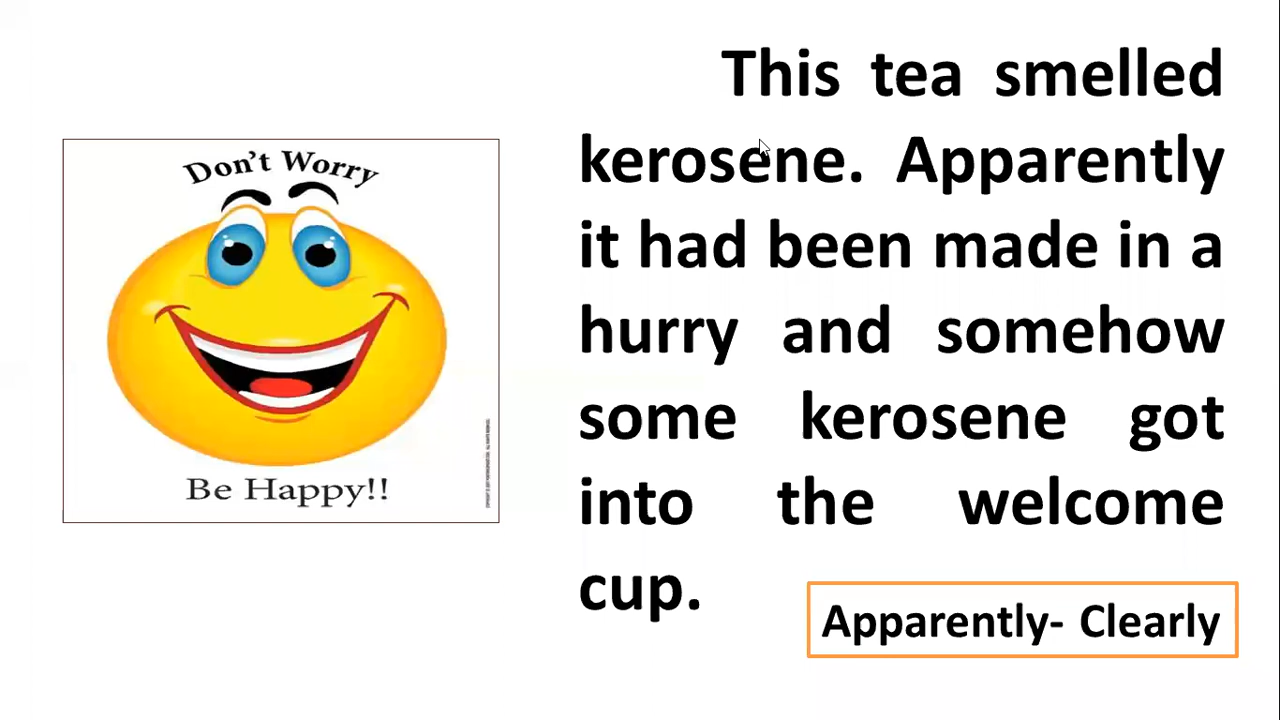 Don't Worry
Be Happy!!
This tea smelled
kerosene. Apparently
it had been made in a
hurry and somehow
some kerosene got
into the welcome
cup.
Apparently- Clearly